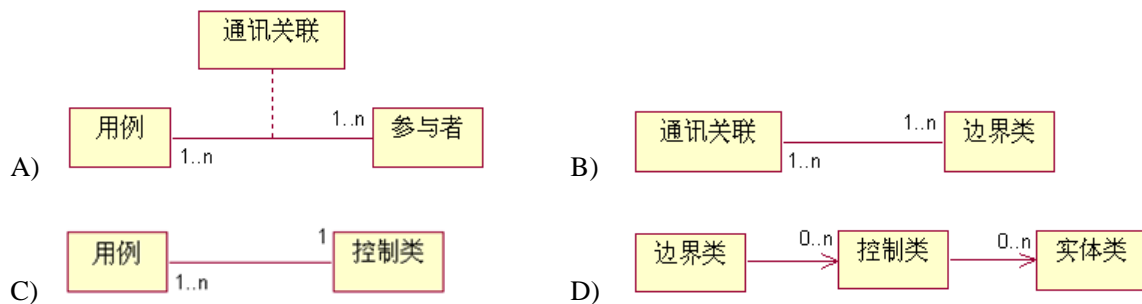 通讯关联
用例 1..n 1..n 参与者
A)
通讯关联 1..n 1..n 边界类
B)
用例 1..n 1 控制类
C)
边界类 0..n 控制类 0..n 实体类
D)